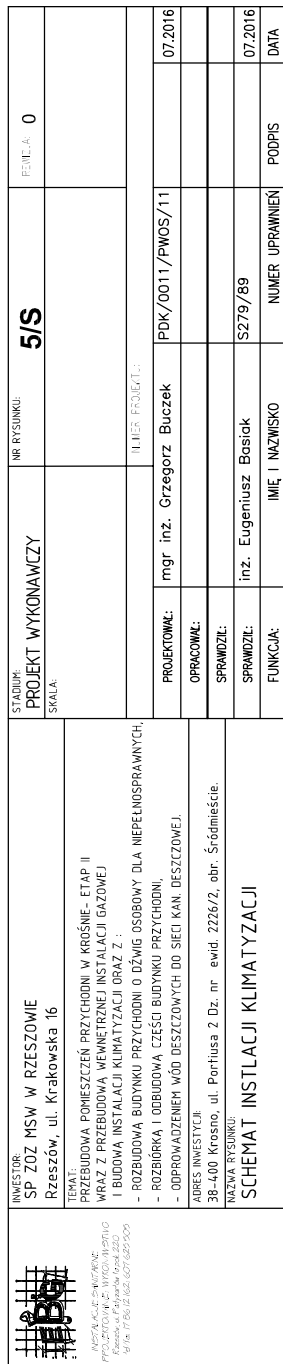 INSTALACJE SANITARNE
PROJEKTOWANIE, WYKONAWSTWO
INWESTOR:
SP ZOZ MSW W RZESZOWIE
Rzeszów, ul. Krakowska 16
TEMAT:
PRZEBUDOWA POMIESZCZEŃ PRZYCHODNI W KROŚNIE- ETAP II
WRAZ Z PRZEBUDOWĄ WEWNĘTRZNEJ INSTALACJI GAZOWEJ
I BUDOWĄ INSTALACJI KLIMATYZACJI ORAZ Z :
- ROZBUDOWĄ BUDYNKU PRZYCHODNI O DŹWIG OSOBOWY DLA NIEPEŁNOSPRAWNYCH,
- ROZBIÓRKĄ I ODBUDOWĄ CZEŚCI BUDYNKU PRZYCHODNI,
- ODPROWADZENIEM WÓD DESZCZOWYCH DO SIECI KAN. DESZCZOWEJ.
ADRES INWESTYCJI:
38-400 Krosno, ul. Portiusa 2 Dz. nr ewid. 2226/2, obr. Śródmieście.
NAZWA RYSUNKU:
SCHEMAT INSTLACJI KLIMATYZACJI
STADIUM:
PROJEKT WYKONAWCZY
SKALA:
NR RYSUNKU:
5/S
REWIZJA: 0
NUMER PROJEKTU:
PROJEKTOWAŁ: mgr inż. Grzegorz Buczek PDK/0011/PWOS/11 07.2016
OPRACOWAŁ:
SPRAWDZIŁ:
SPRAWDZIŁ: inż. Eugeniusz Basiak S279/89 07.2016
FUNKCJA: IMIĘ I NAZWISKO NUMER UPRAWNIEŃ PODPIS DATA